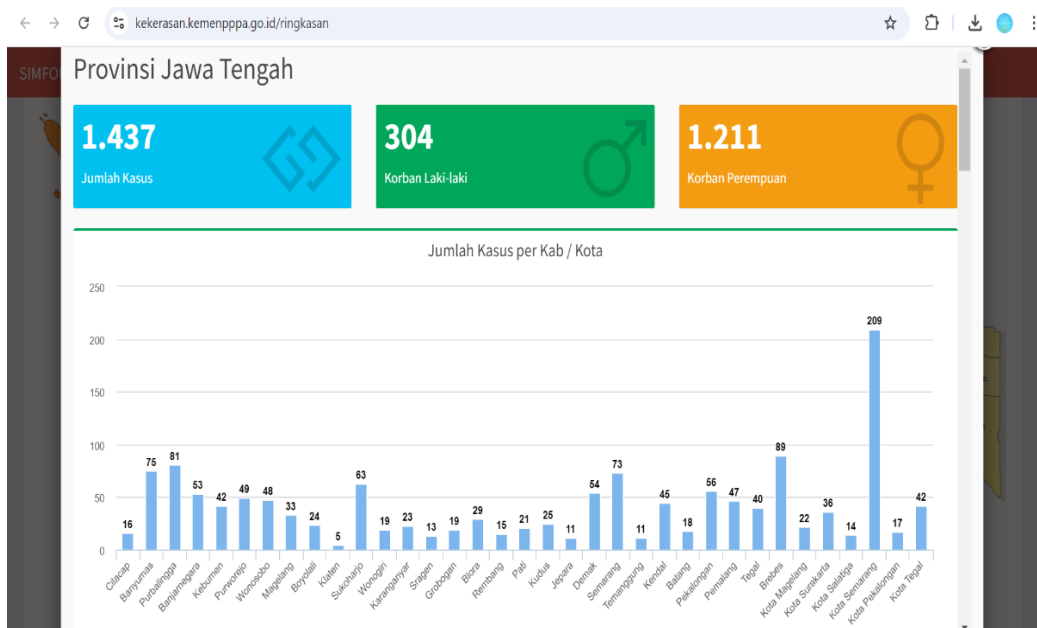 kekerasan.kemenpppa.go.id/ringkasan
SIMFO
Provinsi Jawa Tengah
1.437
Jumlah Kasus
304
Korban Laki-laki
1.211
Korban Perempuan
Jumlah Kasus per Kab / Kota
250
200
150
100
50
0
16
75
81
53
42
49
48
33
24
5
63
19
23
13
19
29
15
21
25
11
54
73
11
45
18
56
47
40
89
22
36
14
209
17
42
Cilacap
Banyumas
Purbalingga
Banjarnegara
Kebumen
Purworejo
Wonosobo
Magelang
Boyolali
Klaten
Sukoharjo
Wonogiri
Karanganyar
Sragen
Grobogan
Blora
Rembang
Pati
Kudus
Jepara
Demak
Semarang
Temanggung
Kendal
Batang
Pekalongan
Pemalang
Tegal
Brebes
Kota Magelang
Kota Surakarta
Kota Salatiga
Kota Semarang
Kota Pekalongan
Kota Tegal